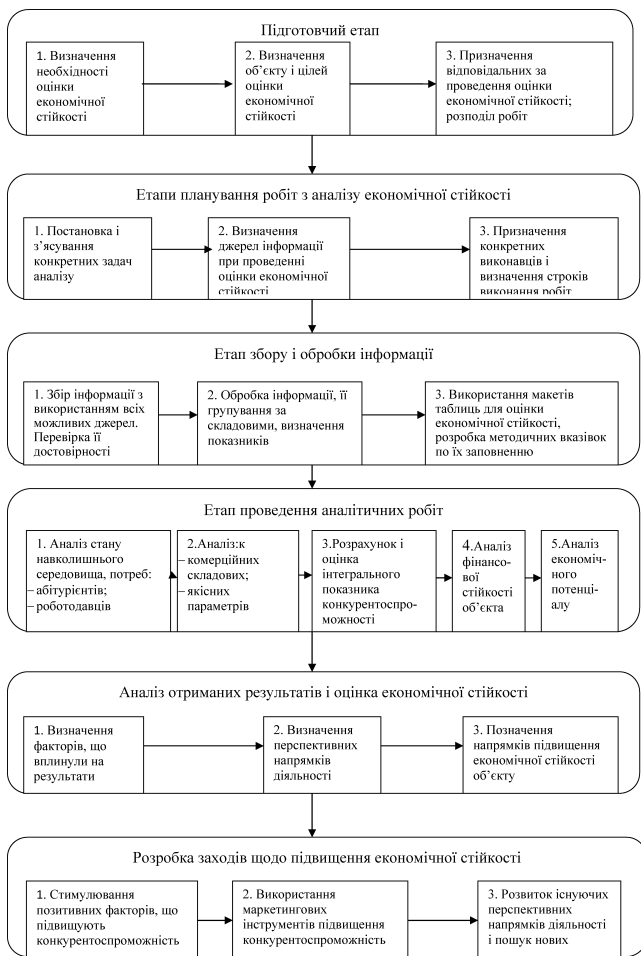 Підготовчий етап
1. Визначення
необхідності
оцінки
економічної
стійкості
2. Визначення
об’єкту і цілей
оцінки
економічної
стійкості
3. Призначення
відповідальних за
проведення оцінки
економічної стійкості;
розподіл робіт
Етапи планування робіт з аналізу економічної стійкості
1. Постановка і
з’ясування
конкретних задач
аналізу
2. Визначення
джерел інформації
при проведенні
оцінки економічної
стійкості
3. Призначення
конкретних
виконавців і
визначення строків
виконання робіт
Етап збору і обробки інформації
1. Збір інформації з
використанням всіх
можливих джерел.
Перевірка її
достовірності
2. Обробка інформації, її
групування за
складовими, визначення
показників
3. Використання макетів
таблиць для оцінки
економічної стійкості,
розробка методичних вказівок
по їх заповненню
Етап проведення аналітичних робіт
1. Аналіз стану
навколишнього
середовища, потреб:
– абітурієнтів;
– роботодавців
2.Аналіз:к
– комерційних
складових;
– якісних
параметрів
3.Розрахунок і
оцінка
інтегрального
показника
конкурентоспро-
можності
4.Аналіз
фінансо-
вої
стійкості
об’єкта
5.Аналіз
економіч-
ного
потенці-
алу
Аналіз отриманих результатів і оцінка економічної стійкості
1. Визначення
факторів, що
вплинули на
результати
2. Визначення
перспективних
напрямків
діяльності
3. Позначення
напрямків підвищення
економічної стійкості
об’єкту
Розробка заходів щодо підвищення економічної стійкості
1. Стимулювання
позитивних факторів, що
підвищують
конкурентоспроможність
2. Використання
маркетингових
інструментів підвищення
конкурентоспроможність
3. Розвиток існуючих
перспективних
напрямків діяльності
і пошук нових